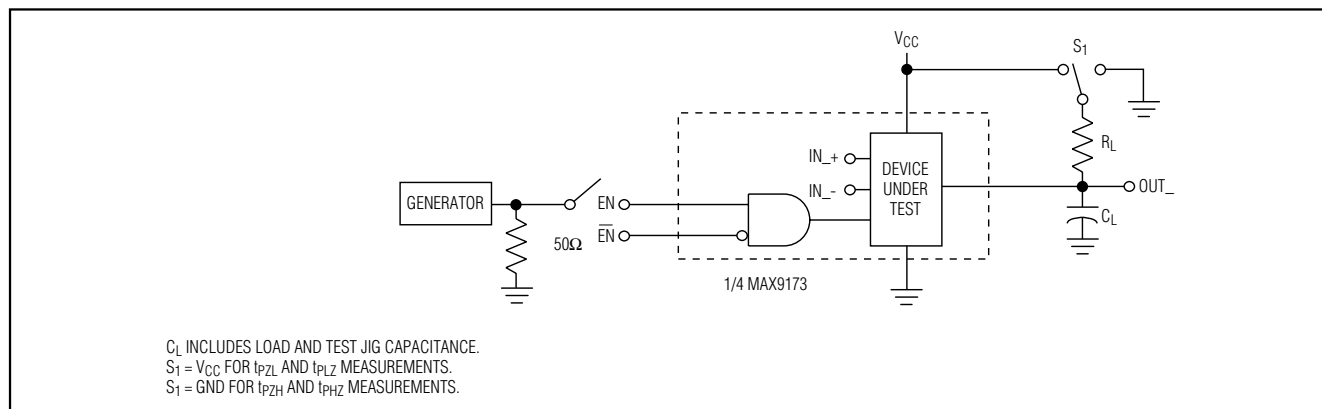 VCC
S1
RL
IN_+
IN_-
DEVICE
UNDER
TEST
OUT_
CL
GENERATOR
EN
50Ω
E̅N̅
1/4 MAX9173
CL INCLUDES LOAD AND TEST JIG CAPACITANCE.
S1 = VCC FOR tPZL AND tPLZ MEASUREMENTS.
S1 = GND FOR tPZH AND tPHZ MEASUREMENTS.